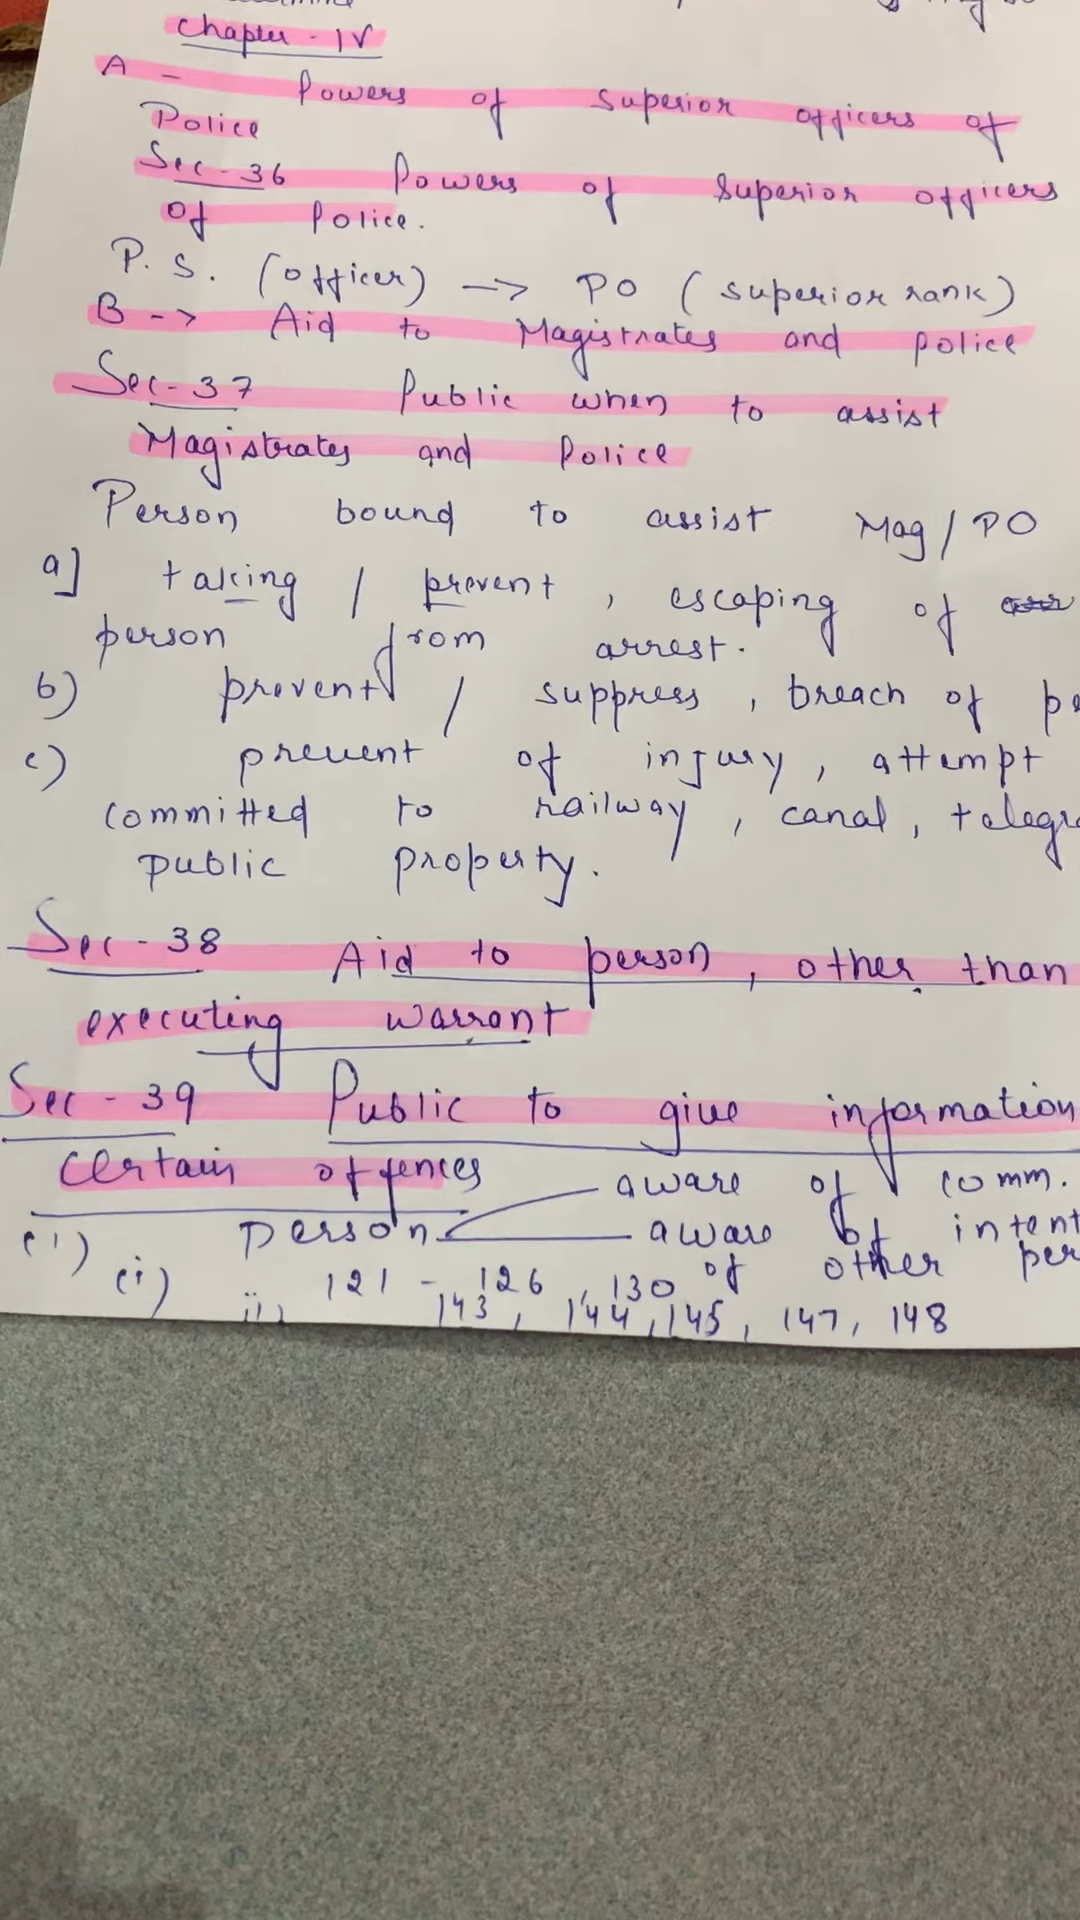 Chapter - IV
A - Powers of Superior officers of
Police
Sec - 36 Powers of Superior officers
of Police.
P.S. (officer) -> PO (superior rank)
B --> Aid to Magistrates and police
Sec - 37 Public when to assist
Magistrates and Police
Person bound to assist Mag/PO
a] taking / prevent, escaping of
person from arrest.
b) prevent / suppress, breach of
c) prevent of injury, attempt
committed to railway, canal,
public property.
Sec - 38 Aid to person, other than
executing warrant
Sec - 39 Public to give information
certain offences
person aware of comm.
(i) aware of
(i) 121 - 126, 130 of other
143, 144, 145, 147, 148